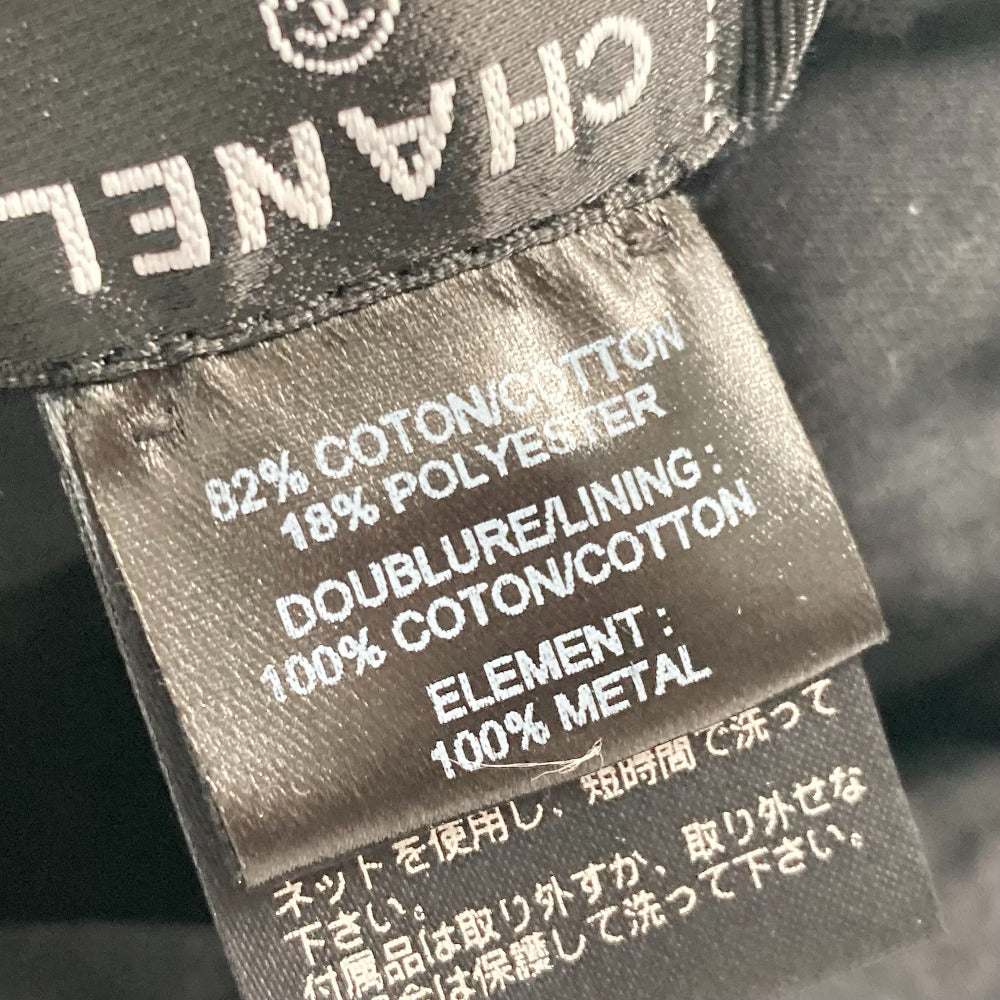 CHANEL
82% COTON/COTTON
18% POLYESTER
DOUBLURE/LINING :
100% COTON/COTTON
ELEMENT :
100% METAL
ネットを使用し、短時間で洗って
下さい。
付属品は取り外すか、取り外せな
合は保護して洗って下さい。